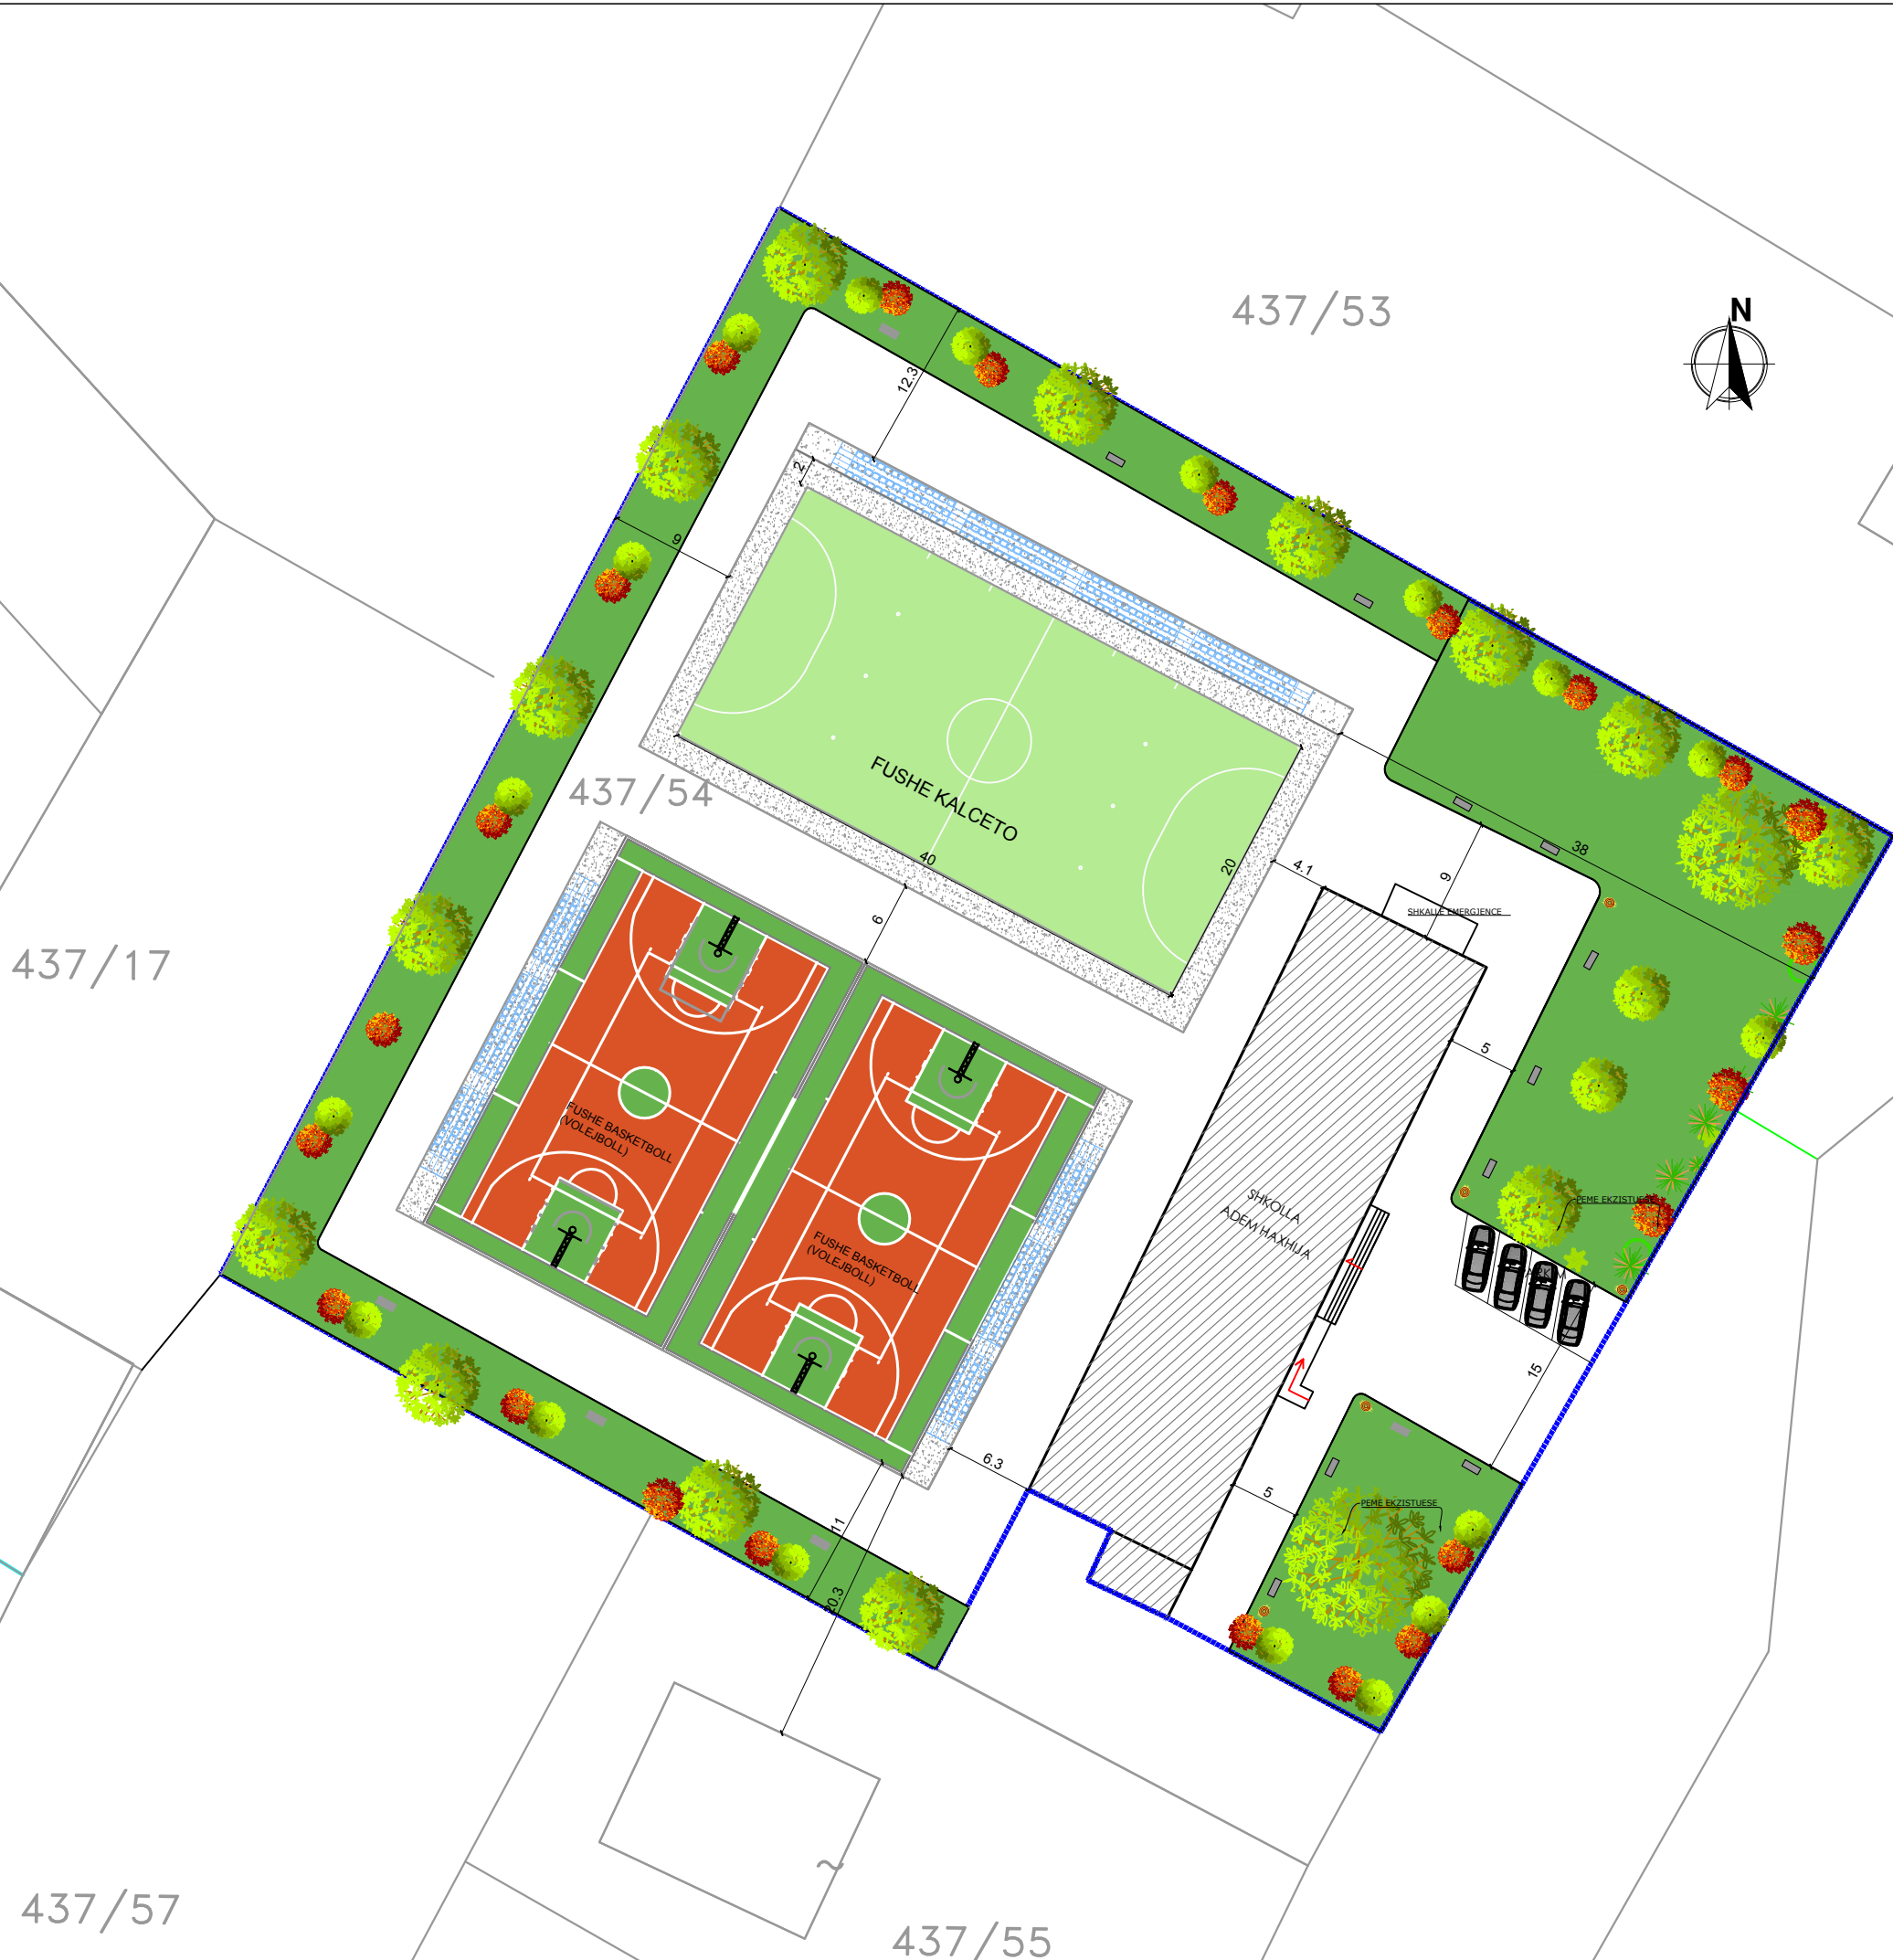 437/53
N
12.3
2
9
437/54
FUSHE KALCETO
40
20
38
4.1
9
SHKALLE EMERGJENCE
6
437/17
5
FUSHE BASKETBOLL
(VOLEJBOLL)
FUSHE BASKETBOLL
(VOLEJBOLL)
SHKOLLA
ADEM HAXHIJA
PEME EKZISTUESE
15
6.3
5
PEME EKZISTUESE
11
20.3
437/57
437/55